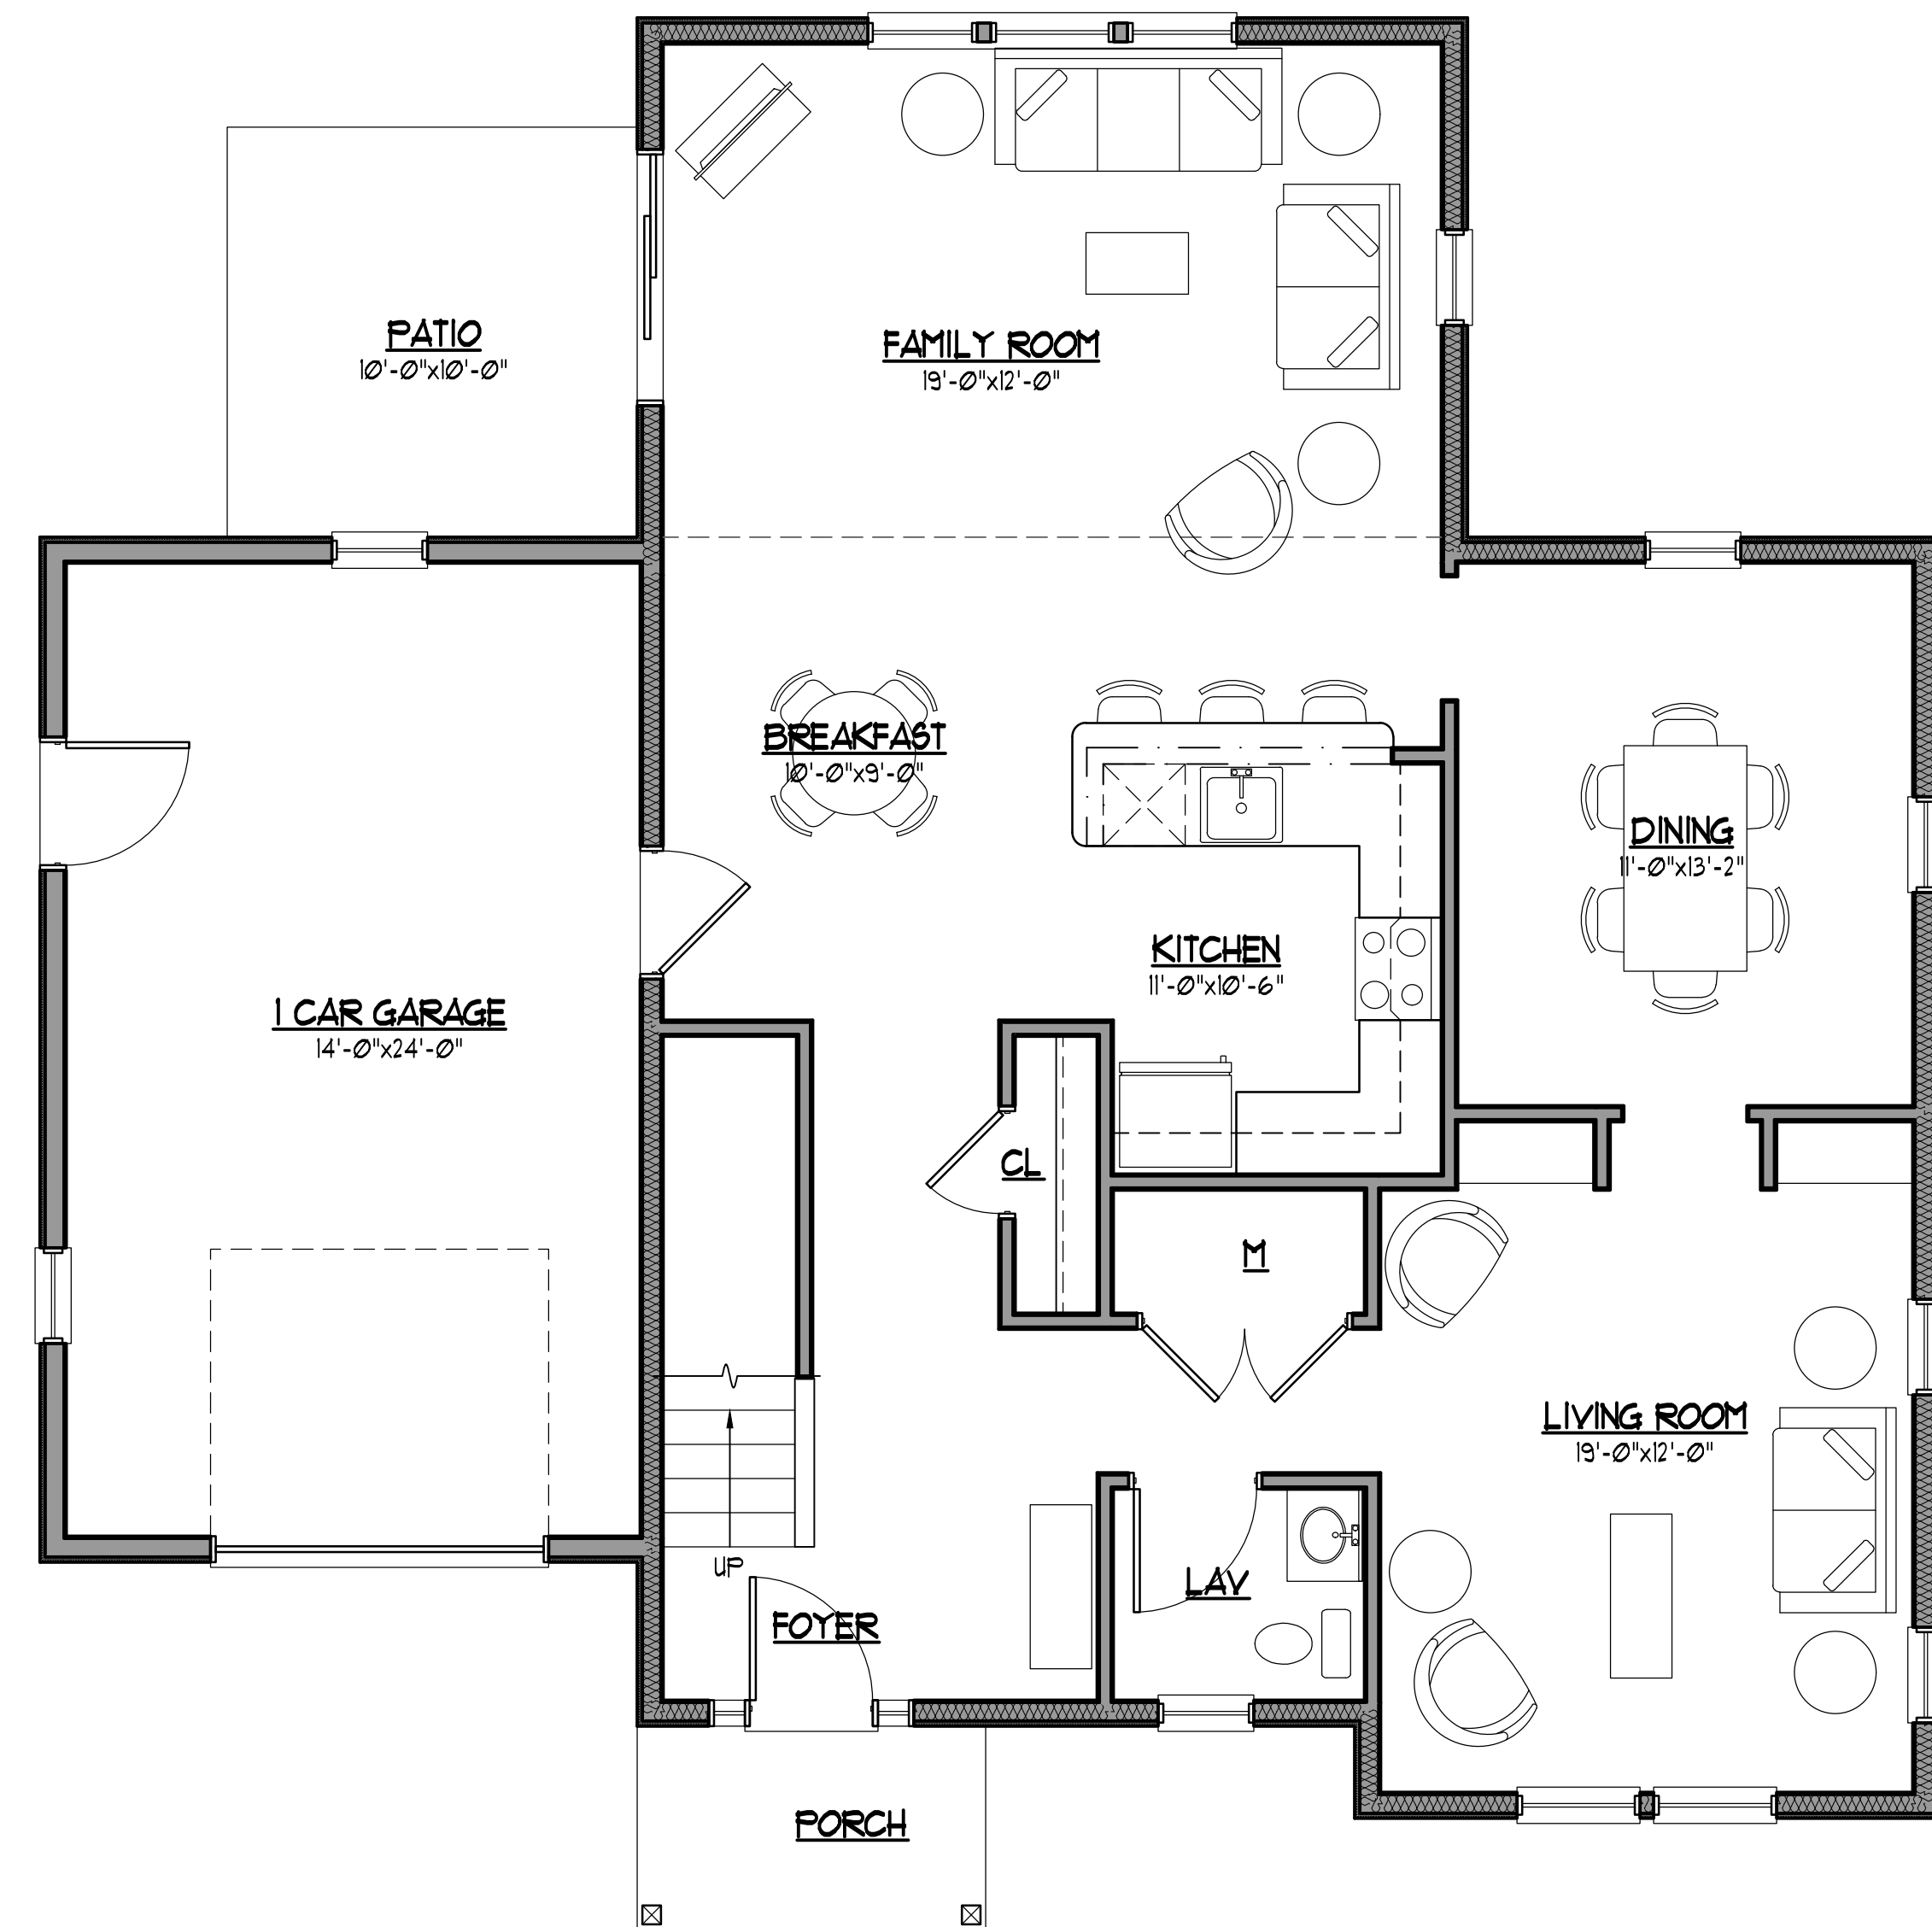 PATIO
10'-0"x10'-0"
FAMILY ROOM
19'-0"x12'-0"
BREAKFAST
10'-0"x9'-0"
DINING
11'-0"x13'-2"
KITCHEN
11'-0"x10'-6"
1 CAR GARAGE
14'-0"x24'-0"
CL
M
LIVING ROOM
19'-0"x12'-0"
UP
LAV
FOYER
PORCH